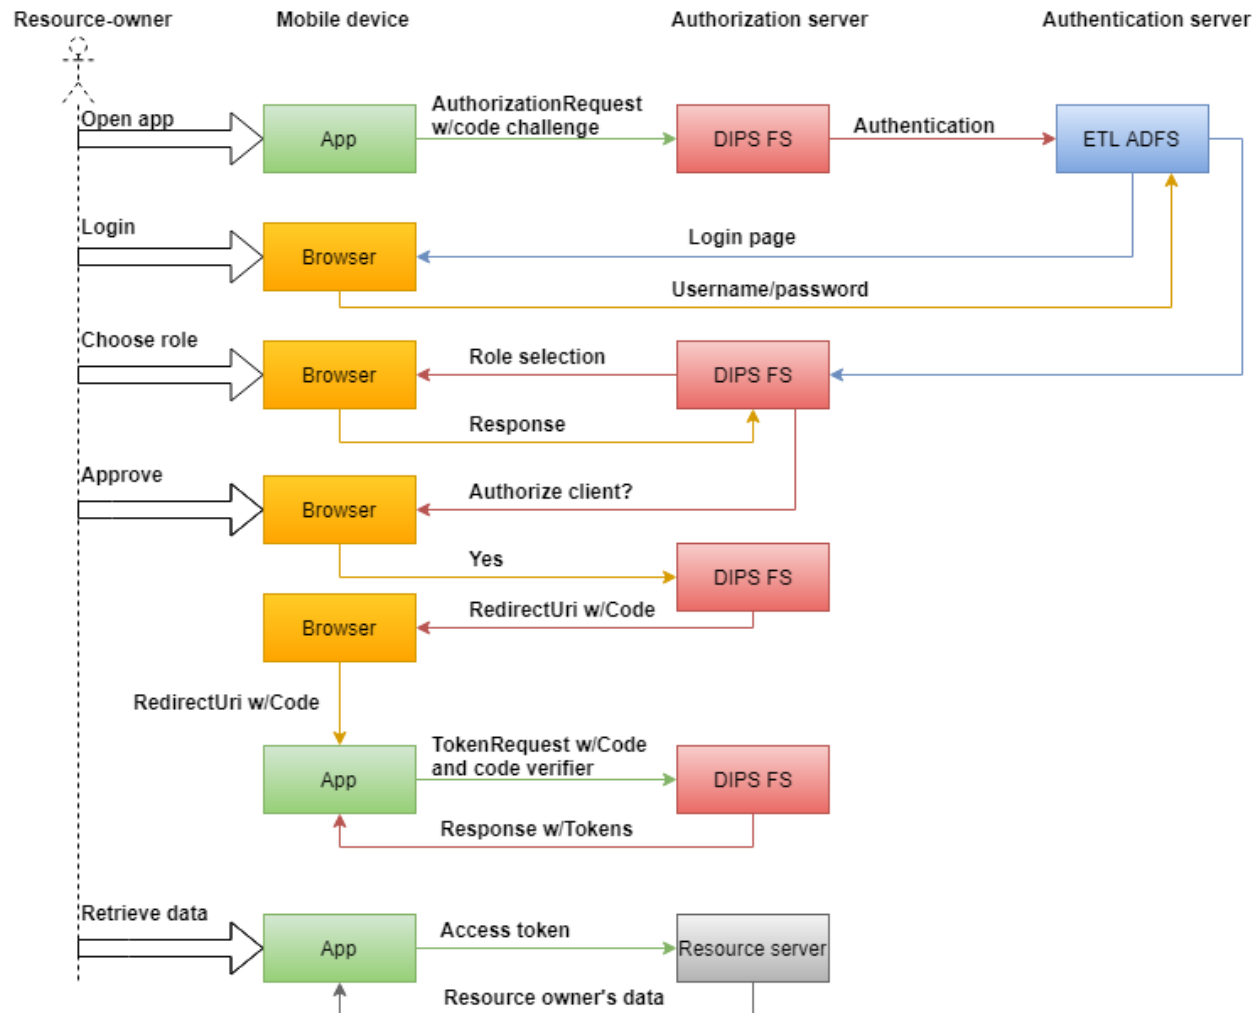 Resource-owner
Mobile device
Authorization server
Authentication server
Open app
App
AuthorizationRequest
w/code challenge
DIPS FS
Authentication
ETL ADFS
Login
Browser
Login page
Username/password
Choose role
Browser
Role selection
DIPS FS
Response
Approve
Browser
Authorize client?
Yes
DIPS FS
Browser
RedirectUri w/Code
RedirectUri w/Code
App
TokenRequest w/Code
and code verifier
DIPS FS
Response w/Tokens
Retrieve data
App
Access token
Resource server
Resource owner's data